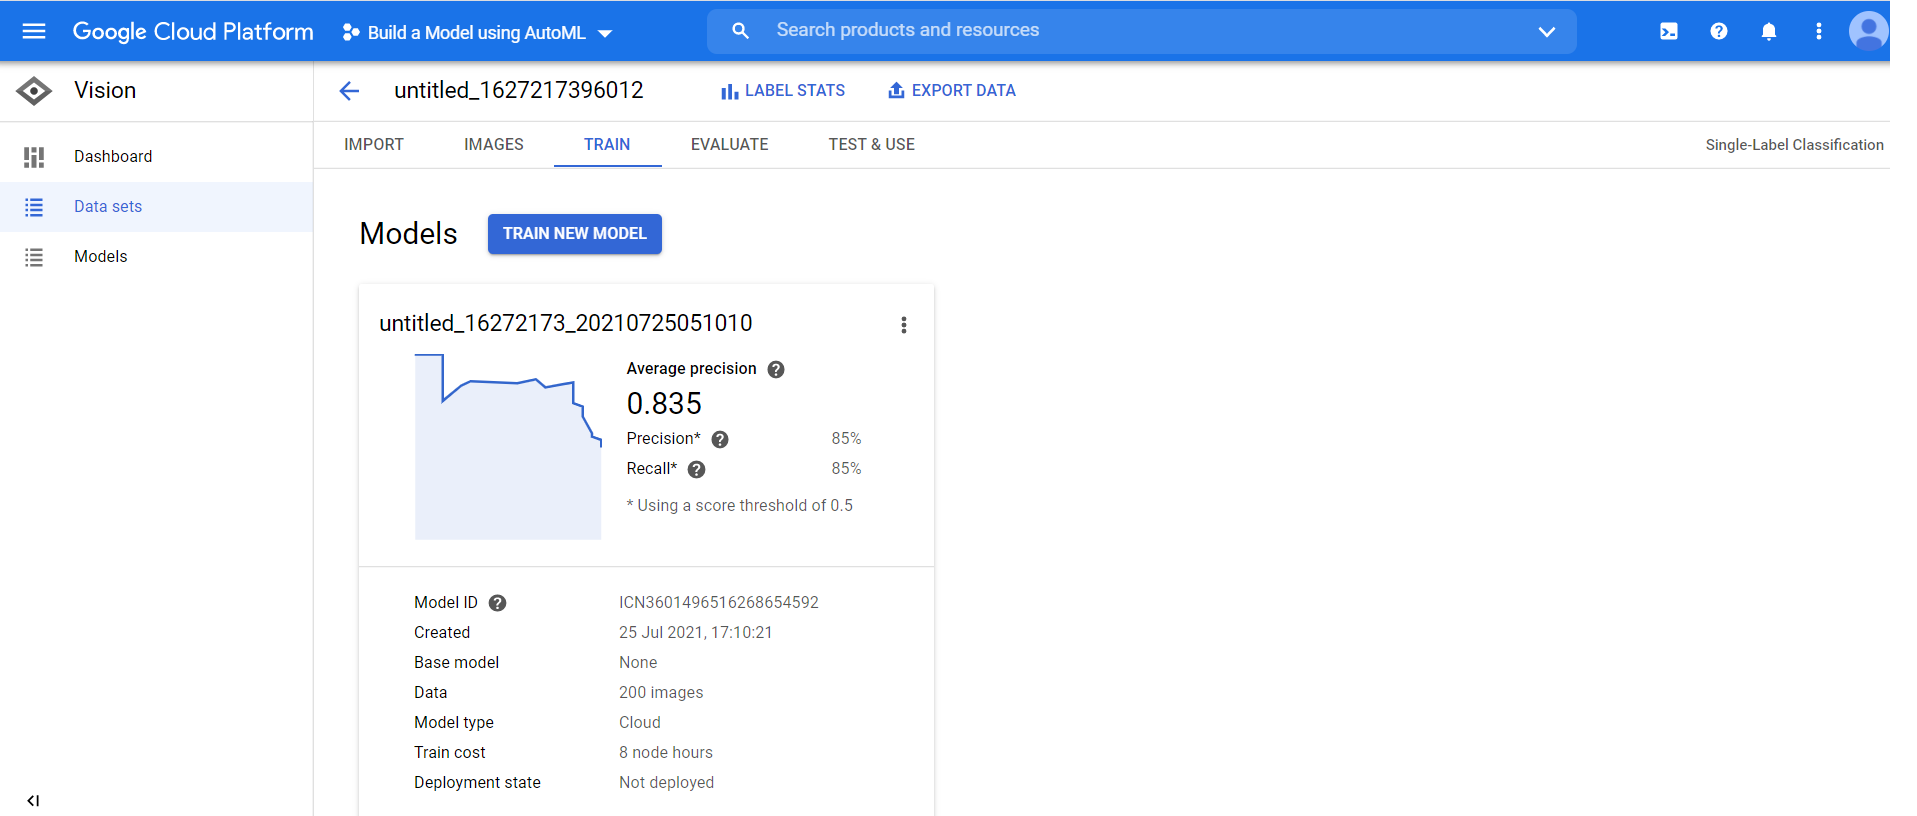 Google Cloud Platform
Build a Model using AutoML
Search products and resources
Vision
untitled_1627217396012
LABEL STATS
EXPORT DATA
Dashboard
Data sets
Models
IMPORT
IMAGES
TRAIN
EVALUATE
TEST & USE
Single-Label Classification
Models
TRAIN NEW MODEL
untitled_16272173_20210725051010
Average precision
0.835
Precision* 85%
Recall* 85%
* Using a score threshold of 0.5
Model ID ICN3601496516268654592
Created 25 Jul 2021, 17:10:21
Base model None
Data 200 images
Model type Cloud
Train cost 8 node hours
Deployment state Not deployed